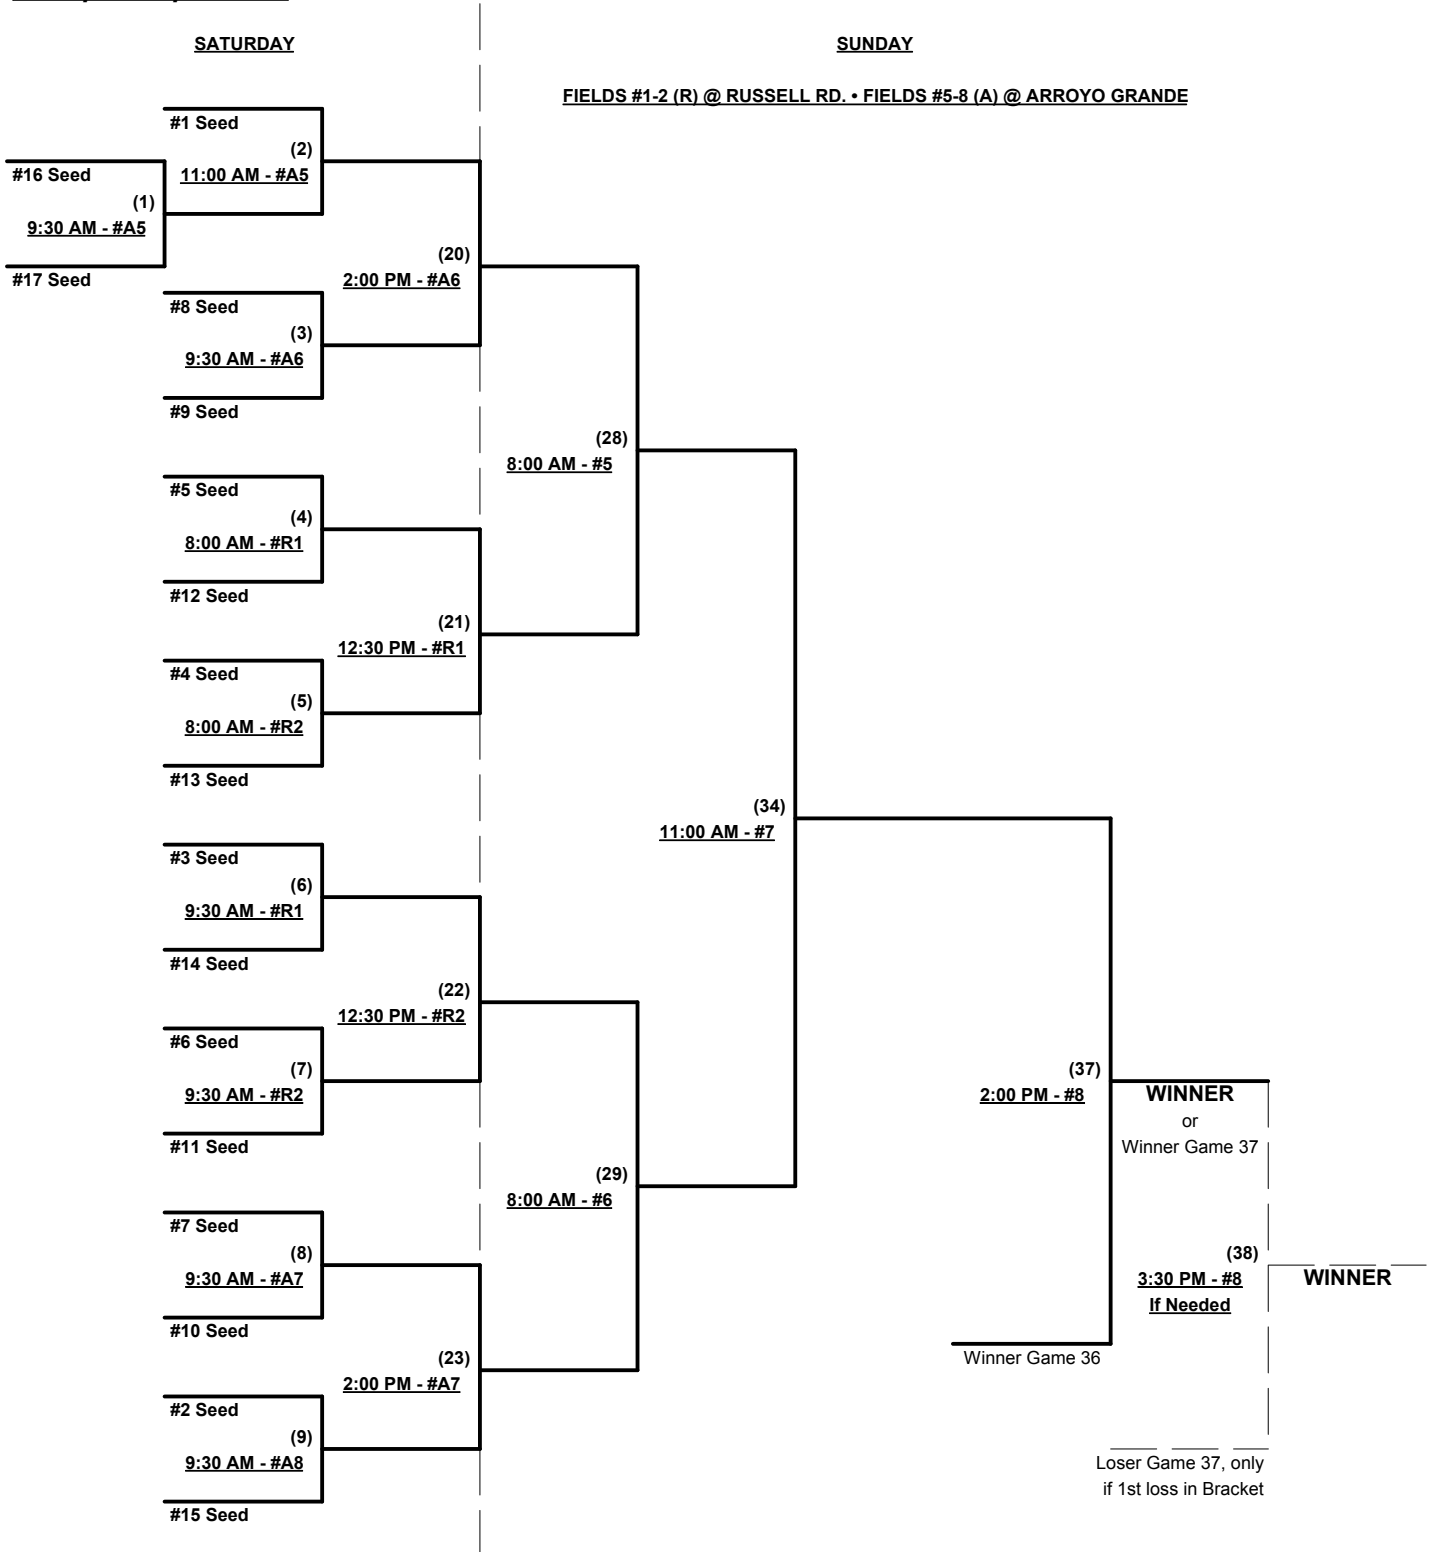 SATURDAY
SUNDAY
FIELDS #1-2 (R) @ RUSSELL RD. • FIELDS #5-8 (A) @ ARROYO GRANDE
#1 Seed
(2)
11:00 AM - #A5
#16 Seed
(1)
9:30 AM - #A5
#17 Seed
(20)
2:00 PM - #A6
#8 Seed
(3)
9:30 AM - #A6
#9 Seed
(28)
8:00 AM - #5
#5 Seed
(4)
8:00 AM - #R1
#12 Seed
(21)
12:30 PM - #R1
#4 Seed
(5)
8:00 AM - #R2
#13 Seed
(34)
11:00 AM - #7
#3 Seed
(6)
9:30 AM - #R1
#14 Seed
(22)
12:30 PM - #R2
#6 Seed
(7)
9:30 AM - #R2
#11 Seed
(37)
2:00 PM - #8
WINNER
or
Winner Game 37
(29)
8:00 AM - #6
#7 Seed
(8)
9:30 AM - #A7
#10 Seed
(38)
3:30 PM - #8
If Needed
WINNER
(23)
2:00 PM - #A7
Winner Game 36
#2 Seed
(9)
9:30 AM - #A8
#15 Seed
Loser Game 37, only
if 1st loss in Bracket